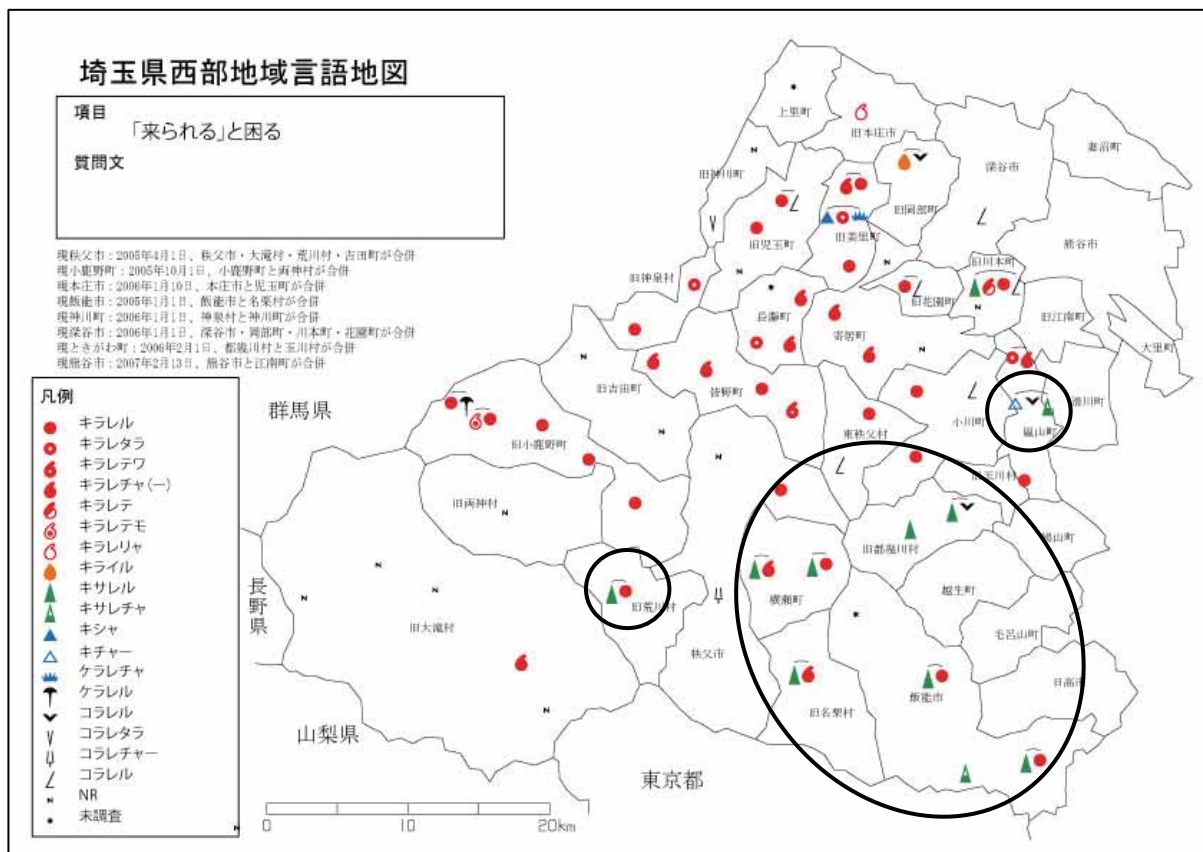 埼玉県西部地域言語地図
項目
「来られる」と困る
質問文
現秩父市：2005年4月1日、秩父市・大滝村・荒川村・吉田町が合併
現小鹿野町：2005年10月1日、小鹿野町と両神村が合併
現本庄市：2006年1月10日、本庄市と児玉町が合併
現飯能市：2005年1月1日、飯能市と名栗村が合併
現神川町：2006年1月1日、神泉村と神川町が合併
現深谷市：2006年1月1日、深谷市・岡部町・川本町・花園町が合併
現ときがわ町：2006年2月1日、都幾川村と玉川村が合併
現熊谷市：2007年2月13日、熊谷市と江南町が合併
凡例
キラレル
キラレタラ
キラレテワ
キラレチャ(ー)
キラレテ
キラレテモ
キラレリャ
キライル
キサレル
キサレチャ
キシャ
キチャー
ケラレチャ
ケラレル
コラレル
コラレタラ
コラレチャー
コラレル
NR
未調査
上里町
旧本庄市
妻沼町
旧神川町
深谷市
旧岡部町
旧児玉町
旧美里町
熊谷市
旧神泉村
旧川本町
旧花園町
長瀞町
寄居町
旧江南町
大里町
旧吉田町
皆野町
群馬県
小川町
滑川町
嵐山町
旧小鹿野町
東秩父村
旧玉川村
旧両神村
旧都幾川村
鳩山町
長野県
旧荒川村
横瀬町
越生町
旧大滝村
毛呂山町
秩父市
日高市
旧名栗村
飯能市
山梨県
東京都
0 10 20km